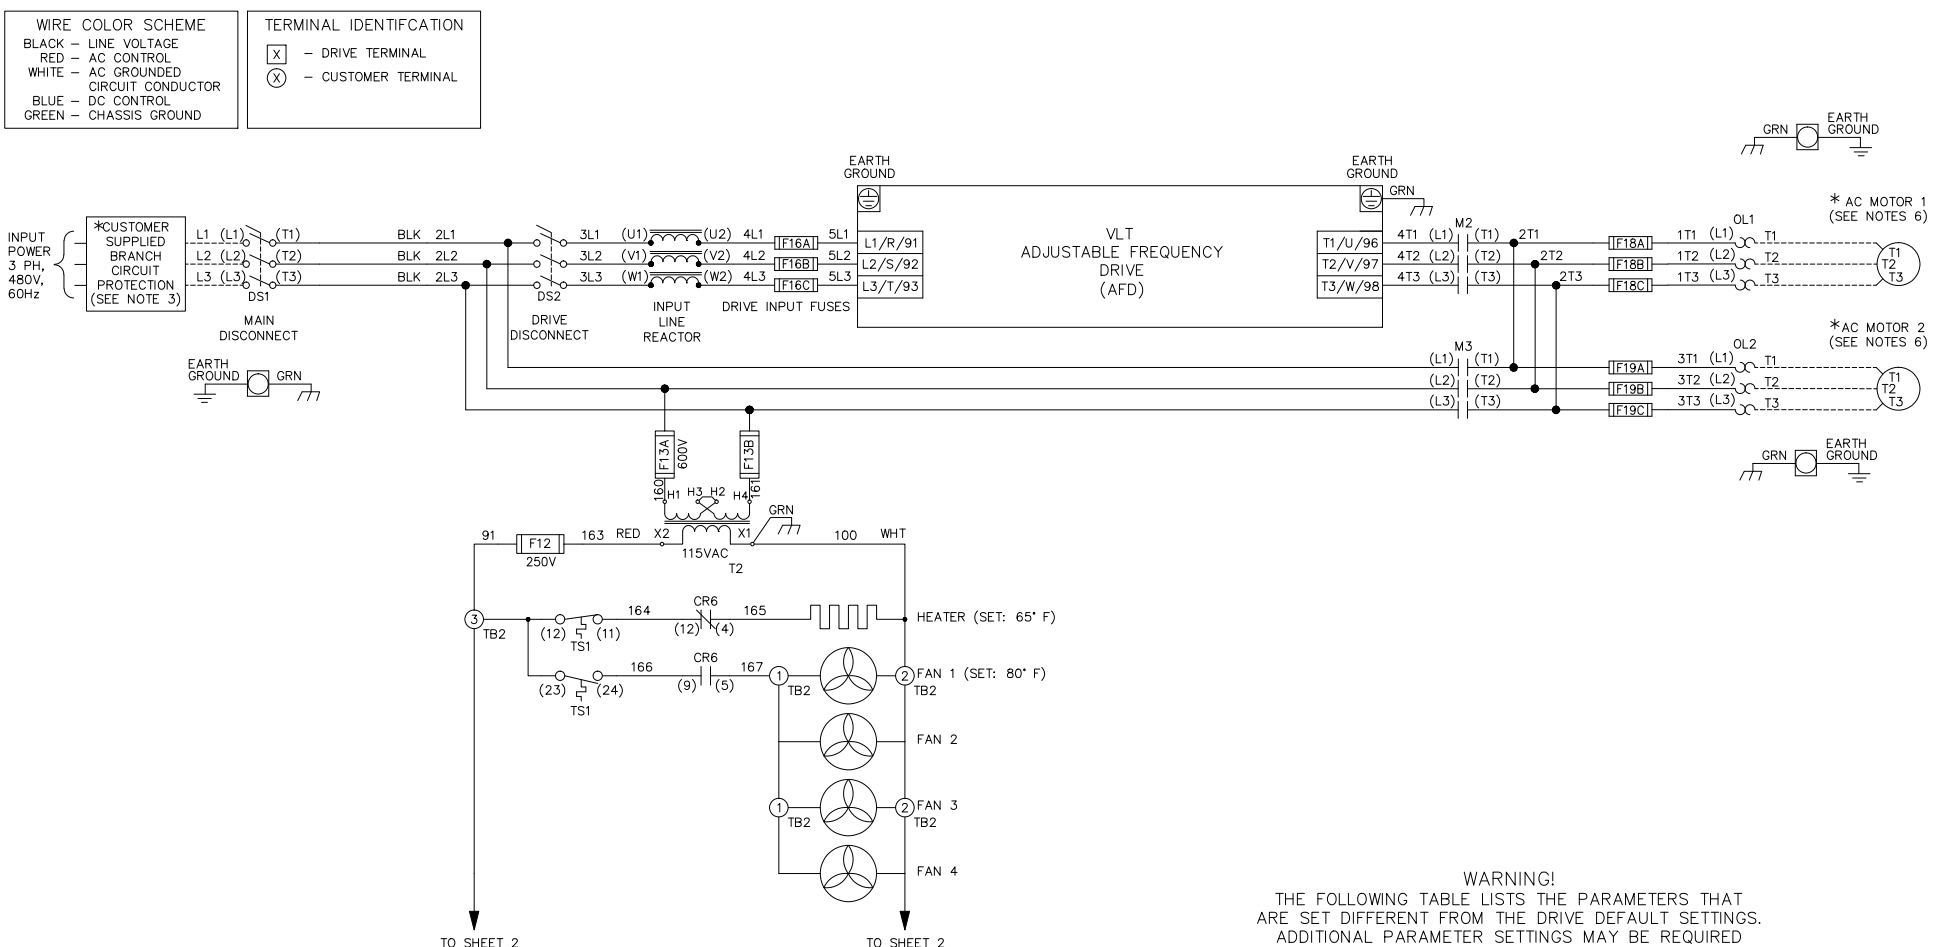 WIRE COLOR SCHEME
BLACK – LINE VOLTAGE
RED – AC CONTROL
WHITE – AC GROUNDED
CIRCUIT CONDUCTOR
BLUE – DC CONTROL
GREEN – CHASSIS GROUND
TERMINAL IDENTIFCATION
X – DRIVE TERMINAL
X – CUSTOMER TERMINAL
INPUT
POWER
3 PH,
480V,
60Hz
*CUSTOMER
SUPPLIED
BRANCH
CIRCUIT
PROTECTION
(SEE NOTE 3)
L1 (L1) (T1) BLK 2L1 3L1 (U1) (U2) 4L1 F16A 5L1 L1/R/91
L2 (L2) (T2) BLK 2L2 3L2 (V1) (V2) 4L2 F16B 5L2 L2/S/92
L3 (L3) (T3) BLK 2L3 3L3 (W1) (W2) 4L3 F16C 5L3 L3/T/93
DS1
MAIN
DISCONNECT
DS2
DRIVE
DISCONNECT
INPUT
LINE
REACTOR
DRIVE INPUT FUSES
EARTH
GROUND
GRN
EARTH
GROUND
VLT
ADJUSTABLE FREQUENCY
DRIVE
(AFD)
EARTH
GROUND
GRN
M2
T1/U/96 4T1 (L1) (T1) 2T1 F18A 1T1 (L1) T1
T2/V/97 4T2 (L2) (T2) 2T2 F18B 1T2 (L2) T2
T3/W/98 4T3 (L3) (T3) 2T3 F18C 1T3 (L3) T3
OL1
GRN
EARTH
GROUND
* AC MOTOR 1
(SEE NOTES 6)
T1
T2
T3
M3
(L1) (T1) F19A 3T1 (L1) T1
(L2) (T2) F19B 3T2 (L2) T2
(L3) (T3) F19C 3T3 (L3) T3
OL2
*AC MOTOR 2
(SEE NOTES 6)
T1
T2
T3
GRN
EARTH
GROUND
F13A
600V
F13B
160
161
H1 H3 H2 H4
GRN
91 F12 163 RED X2 X1 100 WHT
250V
115VAC
T2
3
TB2
(12) (11)
TS1
164
CR6
(12) (4)
165
HEATER (SET: 65° F)
(23) (24)
TS1
166
CR6
(9) (5)
167
1
TB2
2
TB2
FAN 1 (SET: 80° F)
FAN 2
1
TB2
2
TB2
FAN 3
FAN 4
TO SHEET 2
TO SHEET 2
WARNING!
THE FOLLOWING TABLE LISTS THE PARAMETERS THAT
ARE SET DIFFERENT FROM THE DRIVE DEFAULT SETTINGS.
ADDITIONAL PARAMETER SETTINGS MAY BE REQUIRED